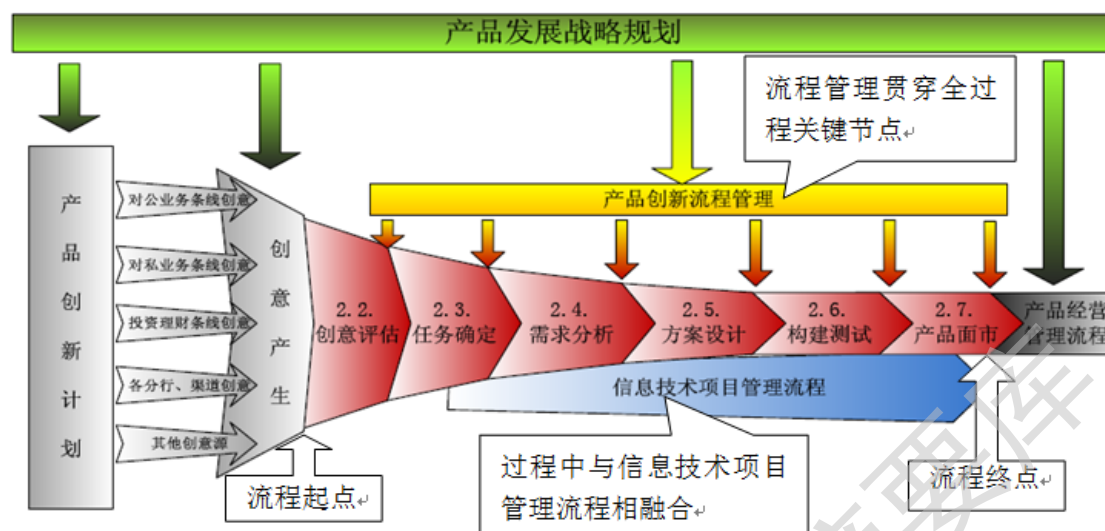 产品发展战略规划
流程管理贯穿全过
程关键节点
产品创新流程管理
产品创新计划
对公业务条线创意
对私业务条线创意
投资理财条线创意
各分行、渠道创意
其他创意源
创意产生
2.2.
创意评估
2.3.
任务确定
2.4.
需求分析
2.5.
方案设计
2.6.
构建测试
2.7.
产品面市
产品经营
管理流程
信息技术项目管理流程
流程起点
过程中与信息技术项目
管理流程相融合
流程终点
要库